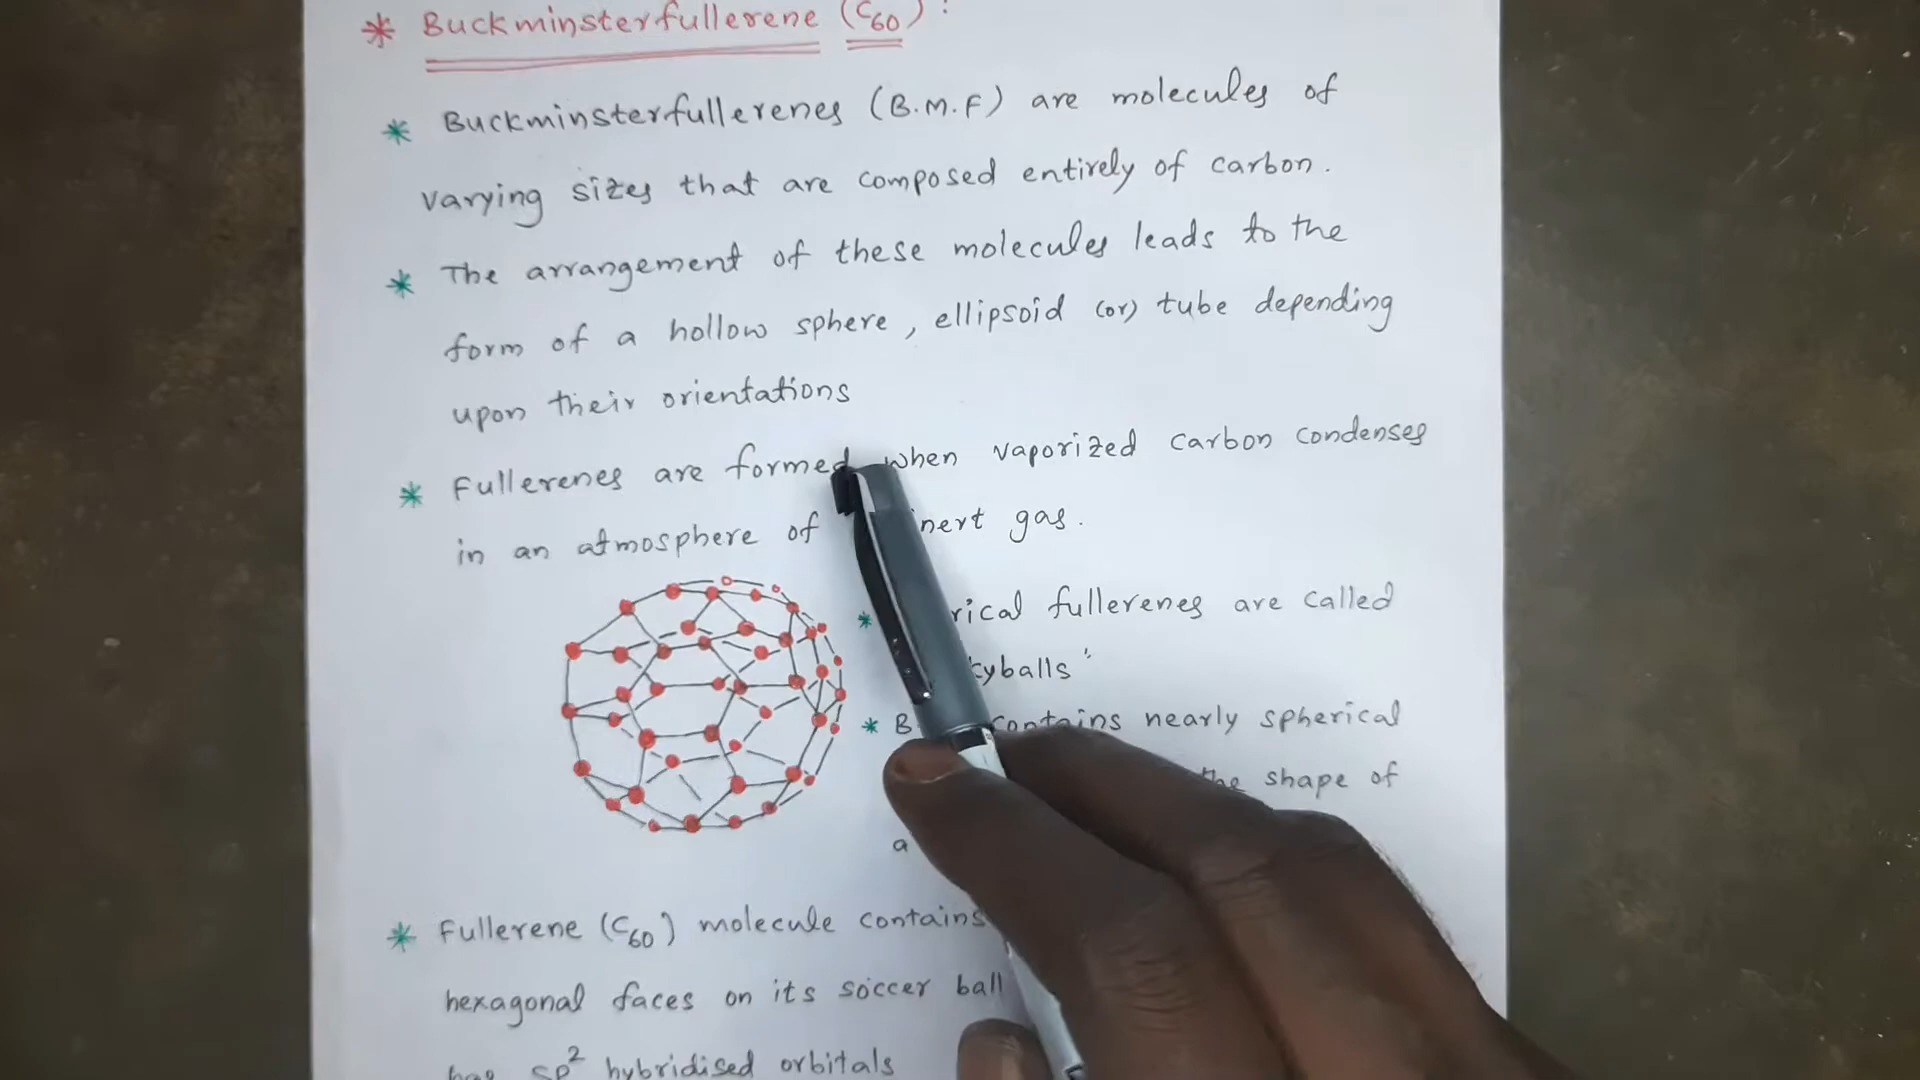 * Buckminsterfullerene (C60) :
* Buckminsterfullerenes (B.M.F) are molecules of
varying sizes that are composed entirely of carbon.
* The arrangement of these molecules leads to the
form of a hollow sphere, ellipsoid (or) tube depending
upon their orientations
* Fullerenes are formed when vaporized carbon condenses
in an atmosphere of inert gas.
* fullerenes are called
* contains nearly spherical
the shape of
a
* Fullerene (C60) molecule contains
hexagonal faces on its soccer ball
has sp2 hybridised orbitals